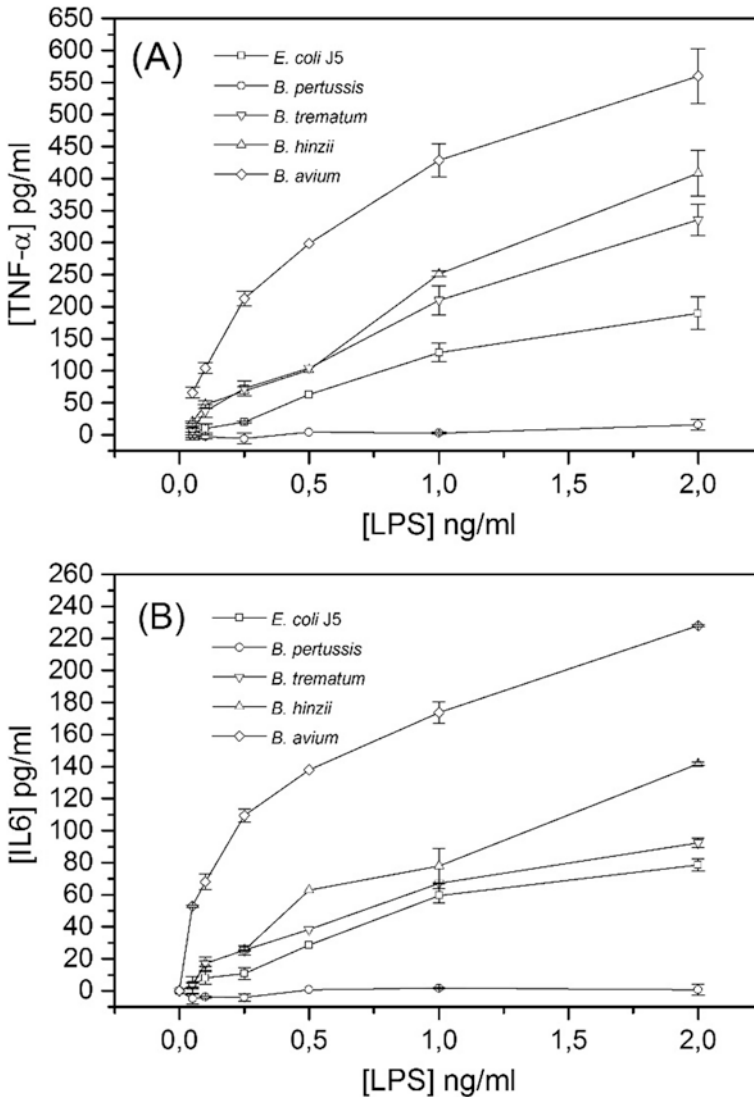 (A)
E. coli J5
B. pertussis
B. trematum
B. hinzii
B. avium
[TNF-α] pg/ml
650
600
550
500
450
400
350
300
250
200
150
100
50
0
0,0 0,5 1,0 1,5 2,0
[LPS] ng/ml
(B)
E. coli J5
B. pertussis
B. trematum
B. hinzii
B. avium
[IL6] pg/ml
260
240
220
200
180
160
140
120
100
80
60
40
20
0
0,0 0,5 1,0 1,5 2,0
[LPS] ng/ml